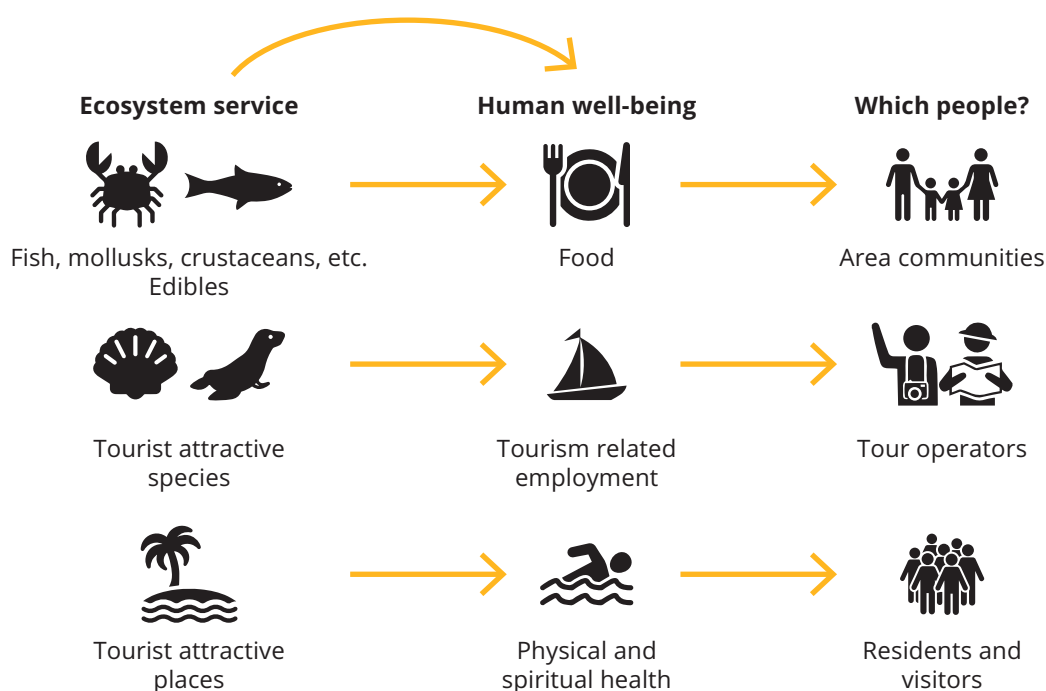 Ecosystem service
Human well-being
Which people?
Fish, mollusks, crustaceans, etc.
Edibles
Food
Area communities
Tourist attractive
species
Tourism related
employment
Tour operators
Tourist attractive
places
Physical and
spiritual health
Residents and
visitors